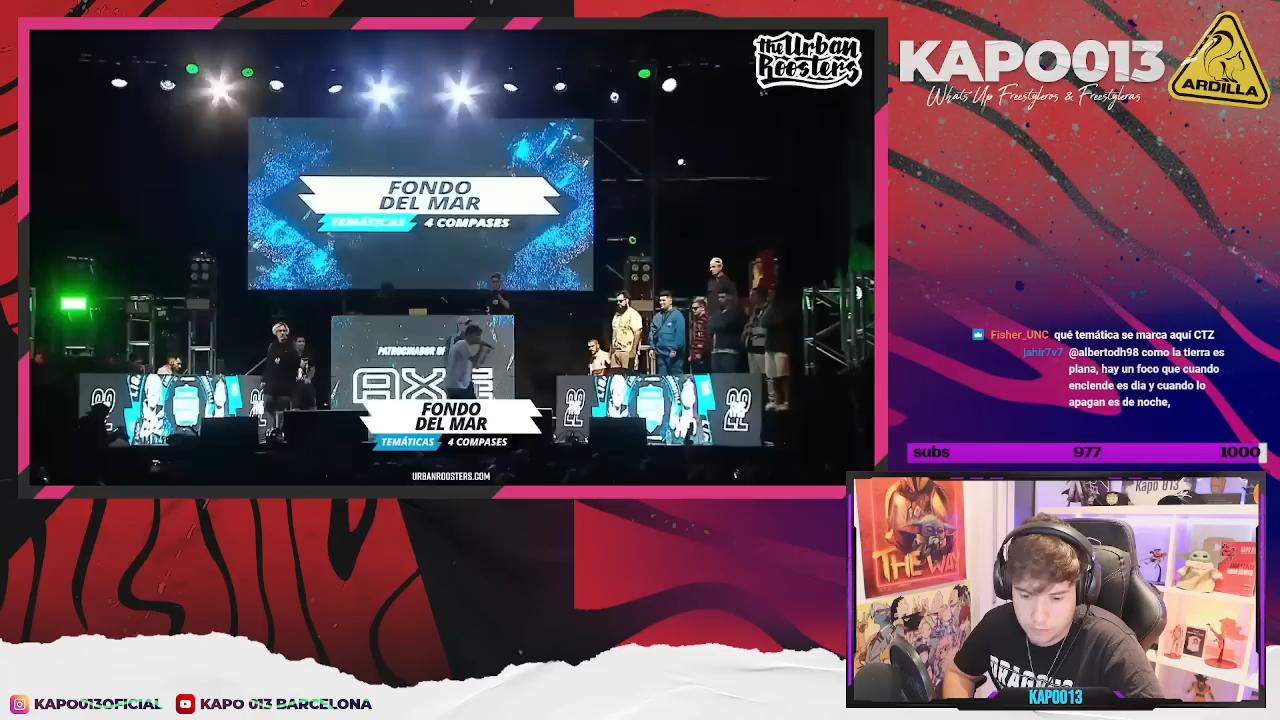 the Urban
Roosters
KAPO013
Whats Up Freestyleros & Freestyleras
ARDILLA
FONDO
DEL MAR
TEMÁTICAS 4 COMPASES
PATROCINADOR
AXE
FONDO
DEL MAR
TEMÁTICAS 4 COMPASES
URBANROOSTERS.COM
Fisher_UNC qué temática se marca aquí CTZ
jahir7v7 @albertodh98 como la tierra es
plana, hay un foco que cuando
enciende es dia y cuando lo
apagan es de noche,
subs 977 1000
Kapo 013
THE WAY
KAPO013
KAPO013OFICIAL KAPO 013 BARCELONA